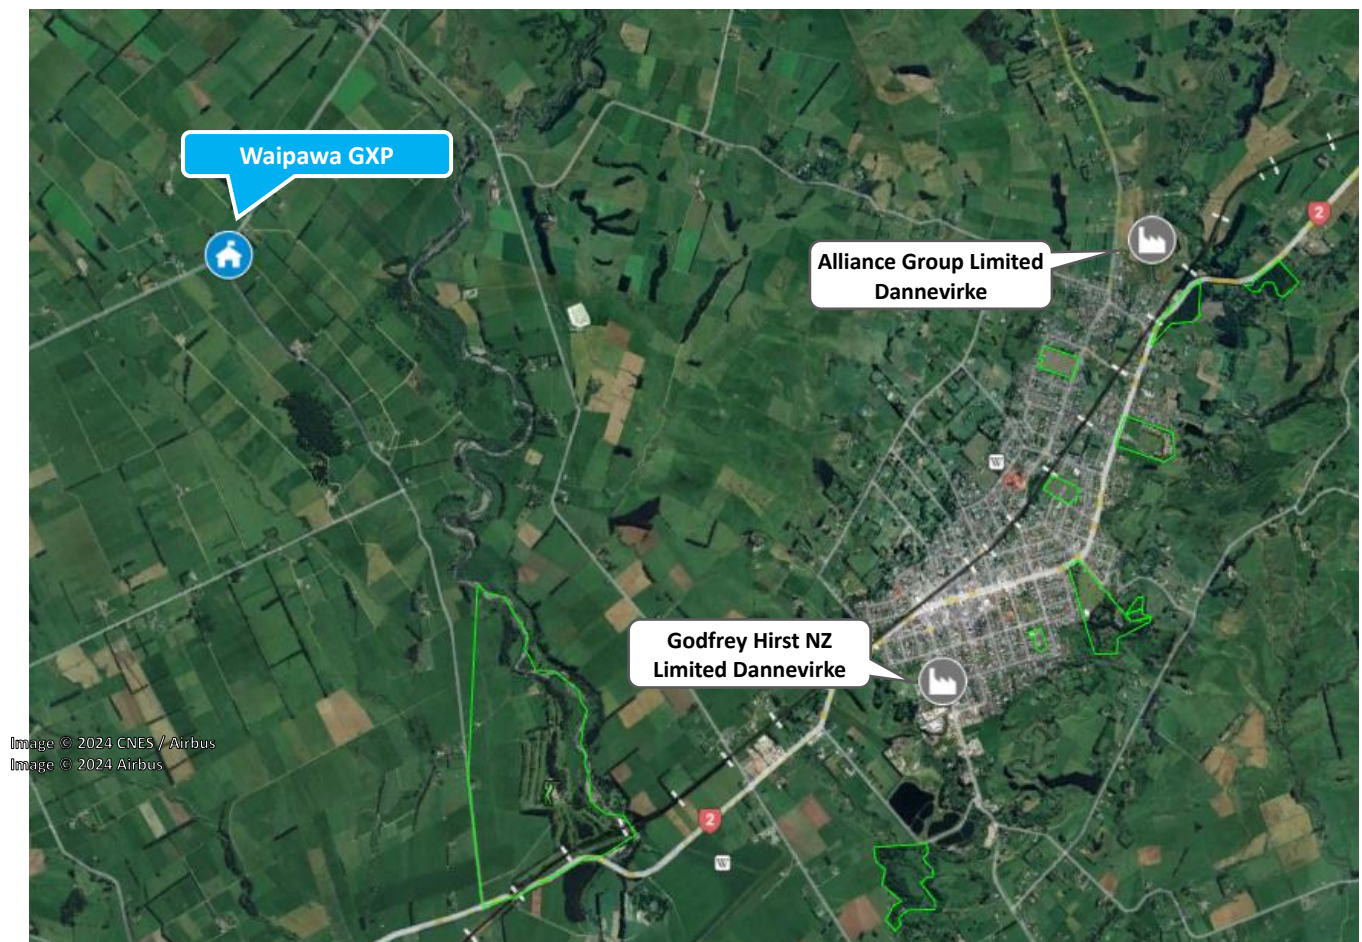 Waipawa GXP
2
Alliance Group Limited
Dannevirke
W
Godfrey Hirst NZ
Limited Dannevirke
Image © 2024 CNES / Airbus
Image © 2024 Airbus
2
W